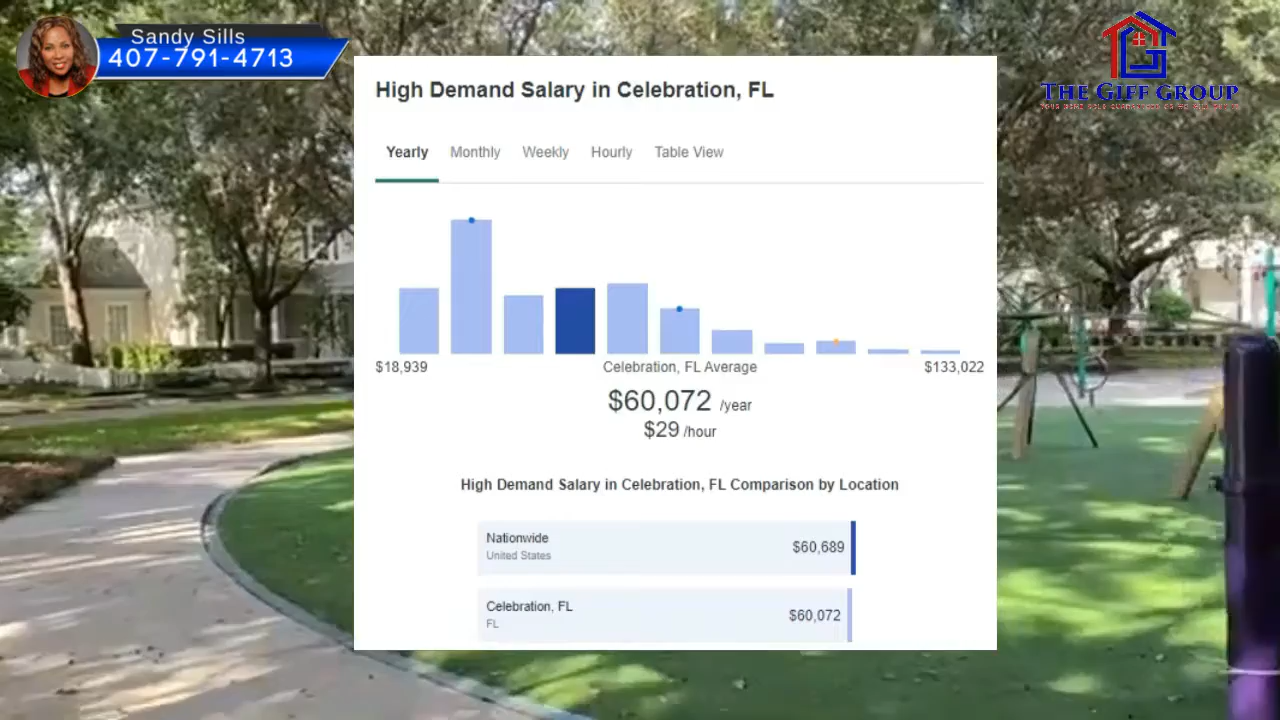 Sandy Sills
407-791-4713
THE GIFF GROUP
High Demand Salary in Celebration, FL
Yearly Monthly Weekly Hourly Table View
$18,939 Celebration, FL Average $133,022
$60,072 /year
$29 /hour
High Demand Salary in Celebration, FL Comparison by Location
Nationwide
United States
$60,689
Celebration, FL
FL
$60,072